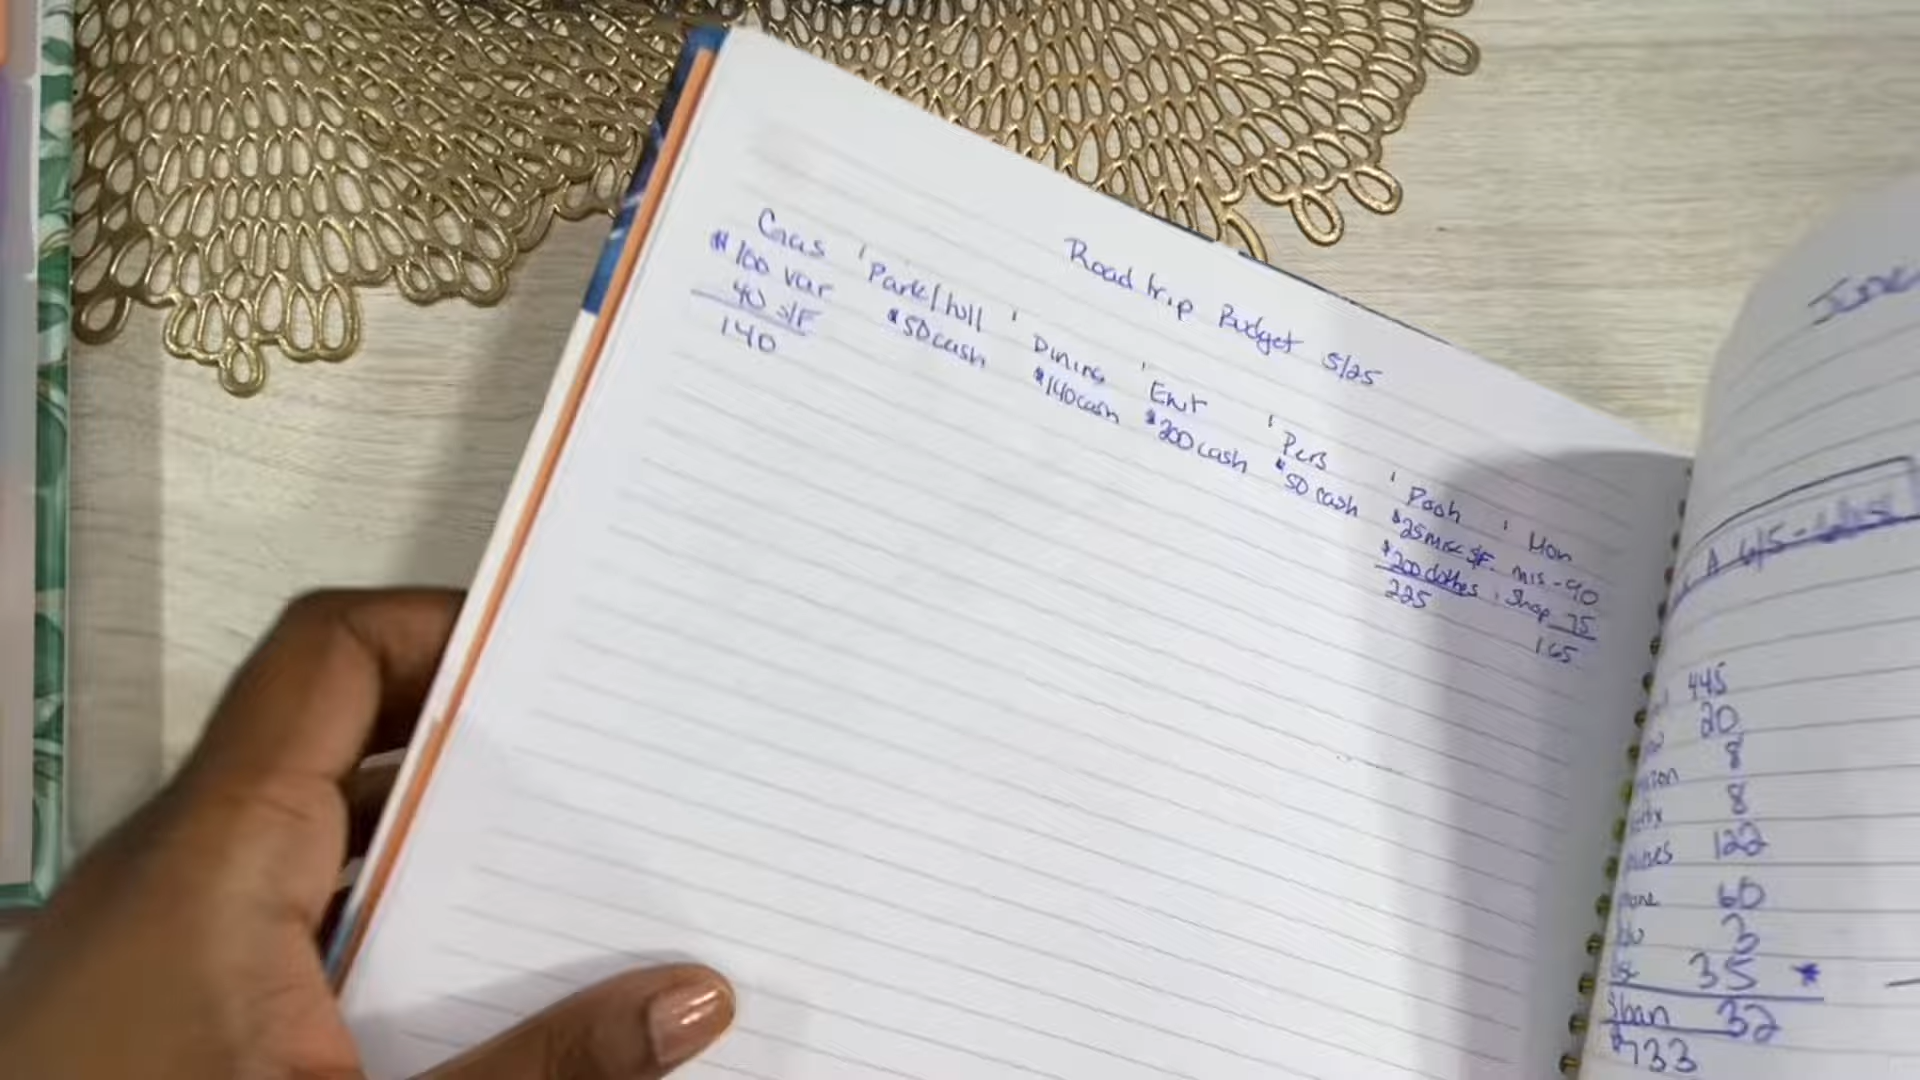 Road trip Budget 5/25
Gas ' Park/toll ' Dining ' Ent ' Pers ' Pooh ' Mon
$100 var $50 cash $140 cash $200 cash $50 cash $25 misc S/F. mis - 90
40 S/F $200 clothes ' Shop 75
140 225 165
A 6/5 -
445
20
8
8
122
60
3
35 *
32
$733